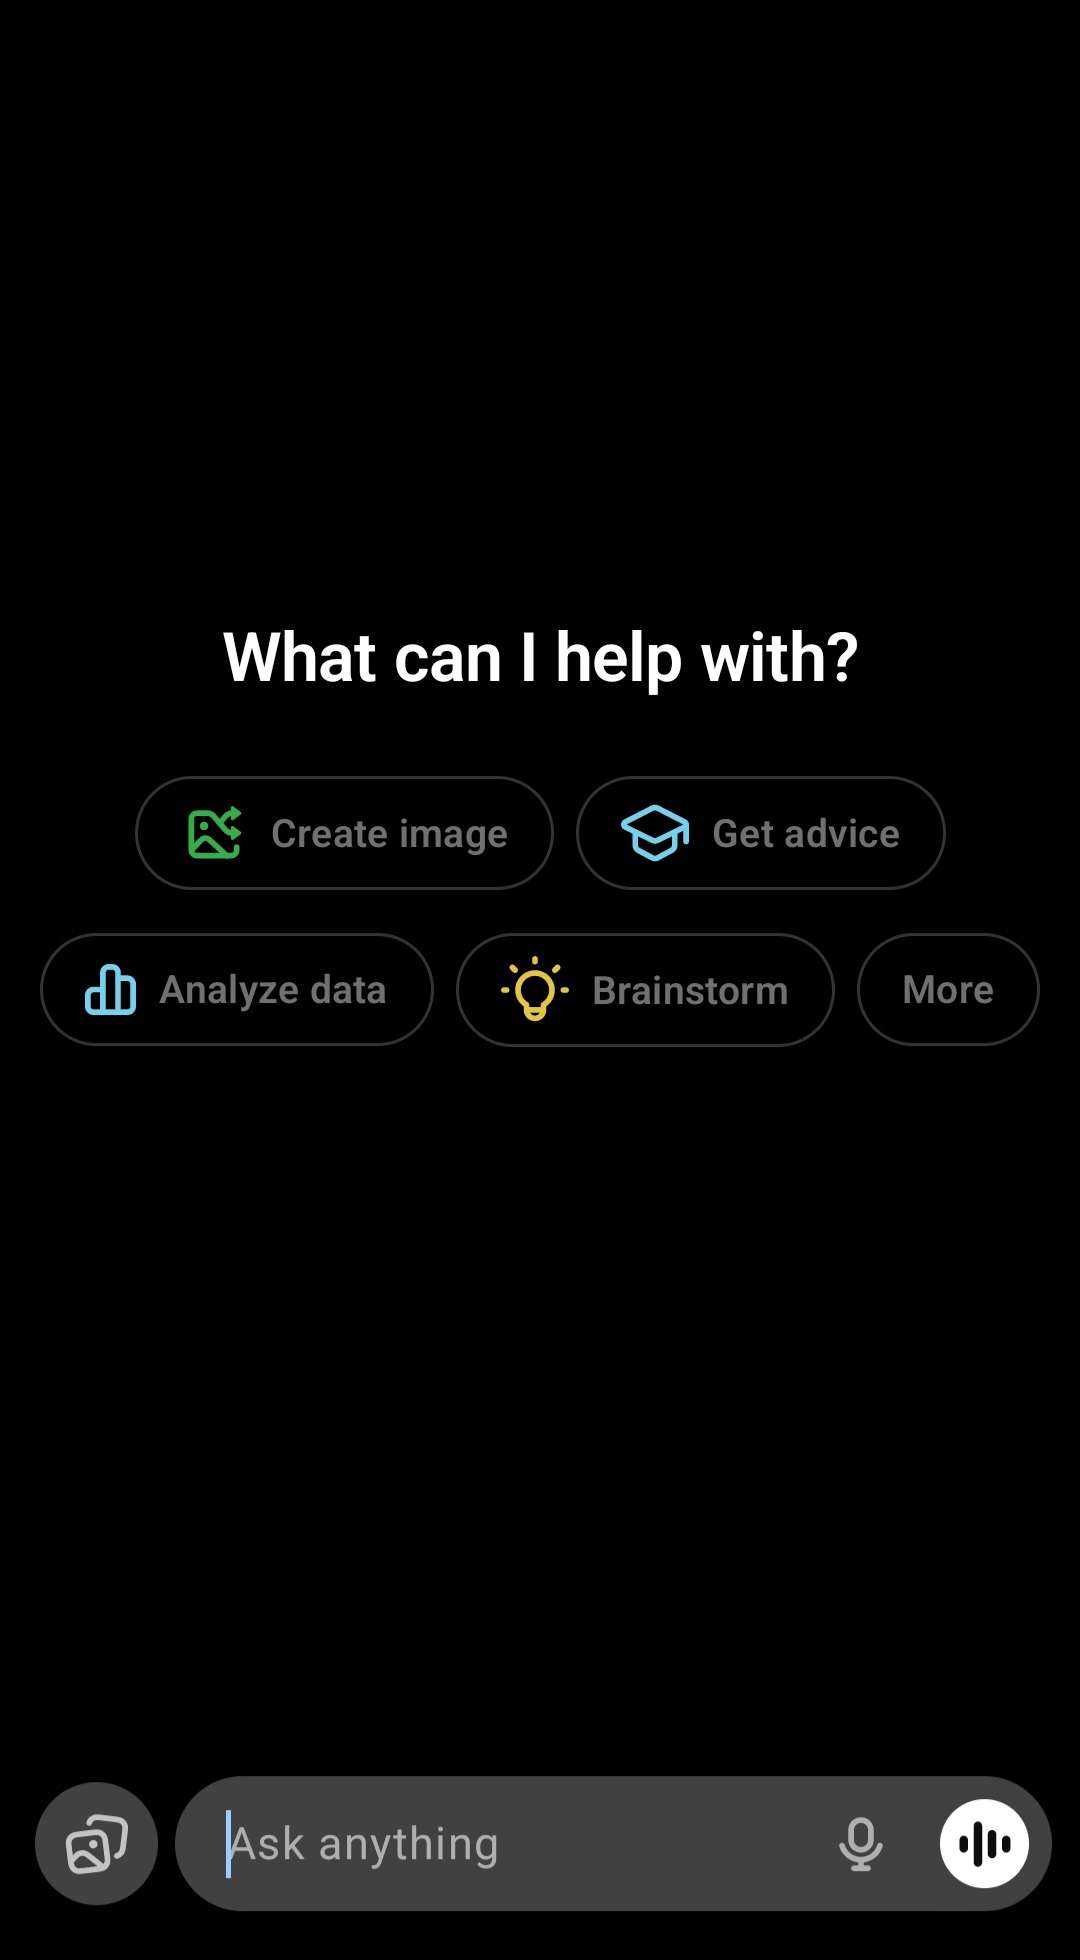 What can I help with?
Create image
Get advice
Analyze data
Brainstorm
More
Ask anything